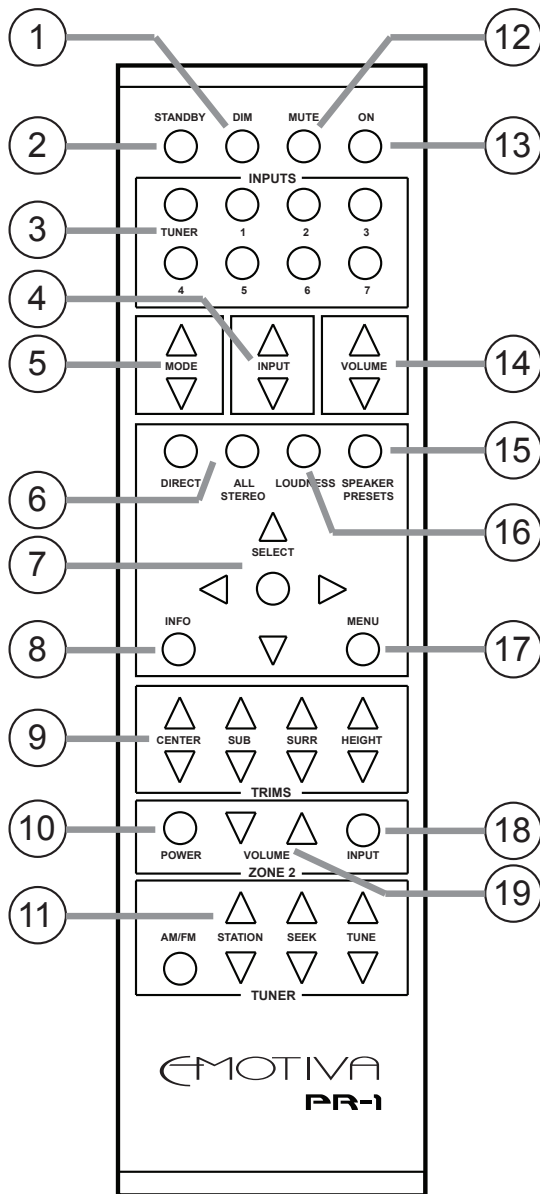 1
12
STANDBY DIM MUTE ON
2
13
INPUTS
3
TUNER 1 2 3
4
4 5 6 7
5
MODE INPUT VOLUME
14
15
DIRECT ALL STEREO LOUDNESS SPEAKER PRESETS
6
16
SELECT
7
INFO MENU
8
17
CENTER SUB SURR HEIGHT
9
TRIMS
10
18
POWER VOLUME INPUT
ZONE 2
19
11
AM/FM STATION SEEK TUNE
TUNER
EMOTIVA
PR-1